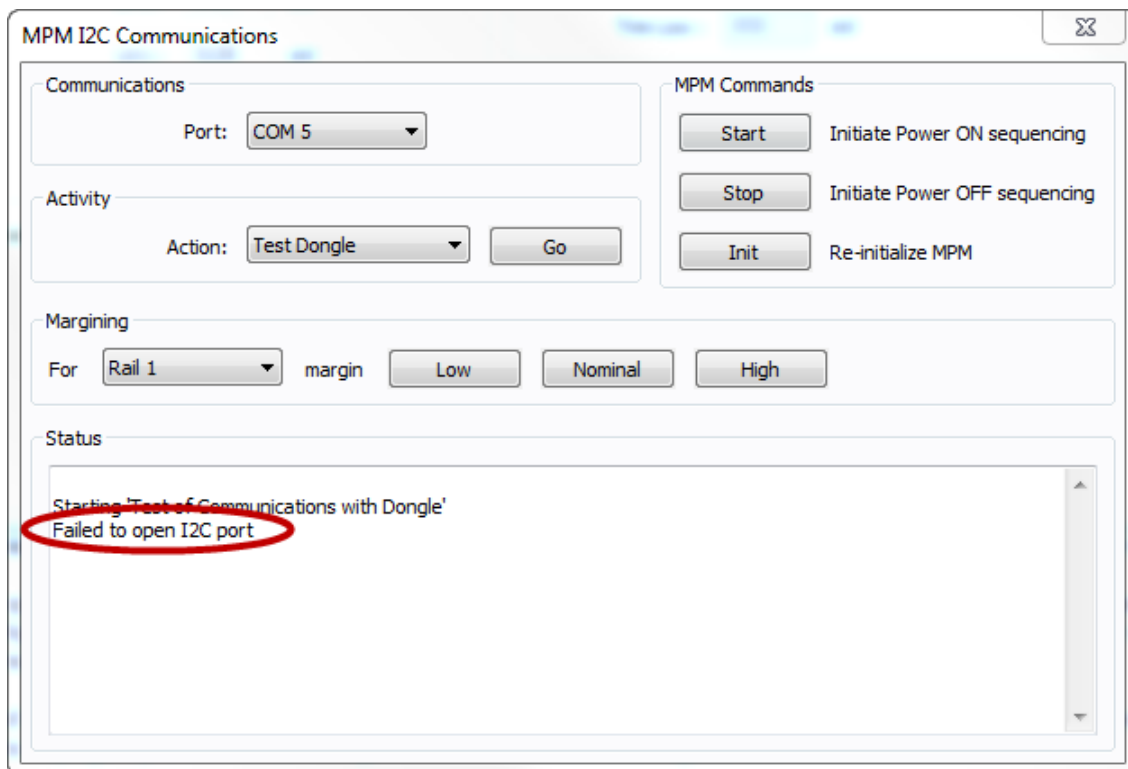 MPM I2C Communications
Communications
Port: COM 5
Activity
Action: Test Dongle Go
MPM Commands
Start Initiate Power ON sequencing
Stop Initiate Power OFF sequencing
Init Re-initialize MPM
Margining
For Rail 1 margin Low Nominal High
Status
Starting 'Test of Communications with Dongle'
Failed to open I2C port